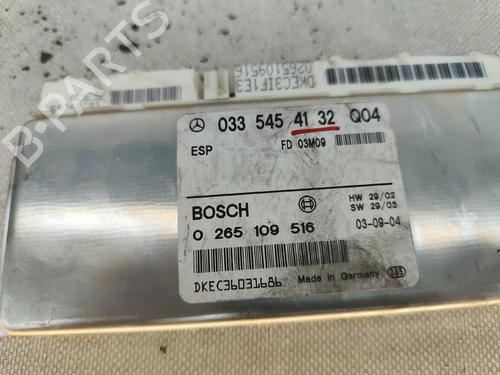 B-PARTS
DKEC31F1E3
0265109516
033 545 41 32 Q04
ESP
FD 03M09
BOSCH
HW 29/02
SW 29/03
0 265 109 516
03-09-04
DKEC36031686
Made in Germany